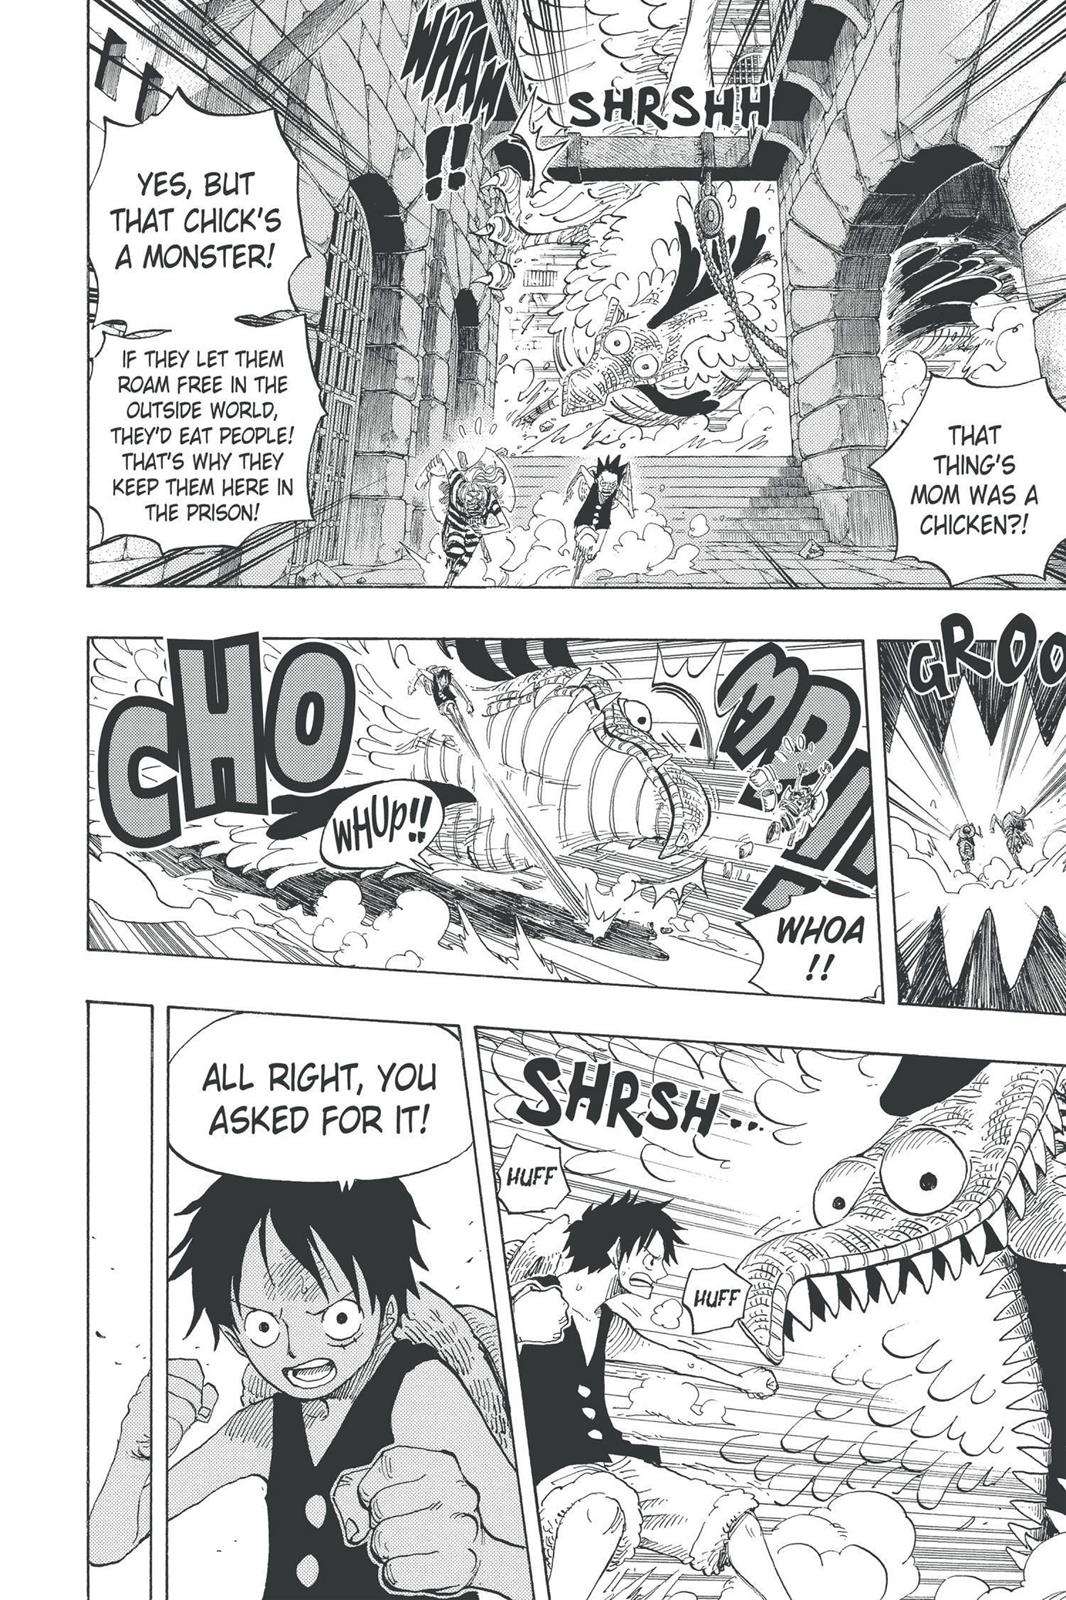 SHRSHH
WHAM
!!
THAT
THING'S
MOM WAS A
CHICKEN?!
YES, BUT
THAT CHICK'S
A MONSTER!
IF THEY LET THEM
ROAM FREE IN THE
OUTSIDE WORLD,
THEY'D EAT PEOPLE!
THAT'S WHY THEY
KEEP THEM HERE IN
THE PRISON!
GROO
WHOA
!!
CHO
WHUP!!
SHRSH...
HUFF
HUFF
ALL RIGHT, YOU
ASKED FOR IT!